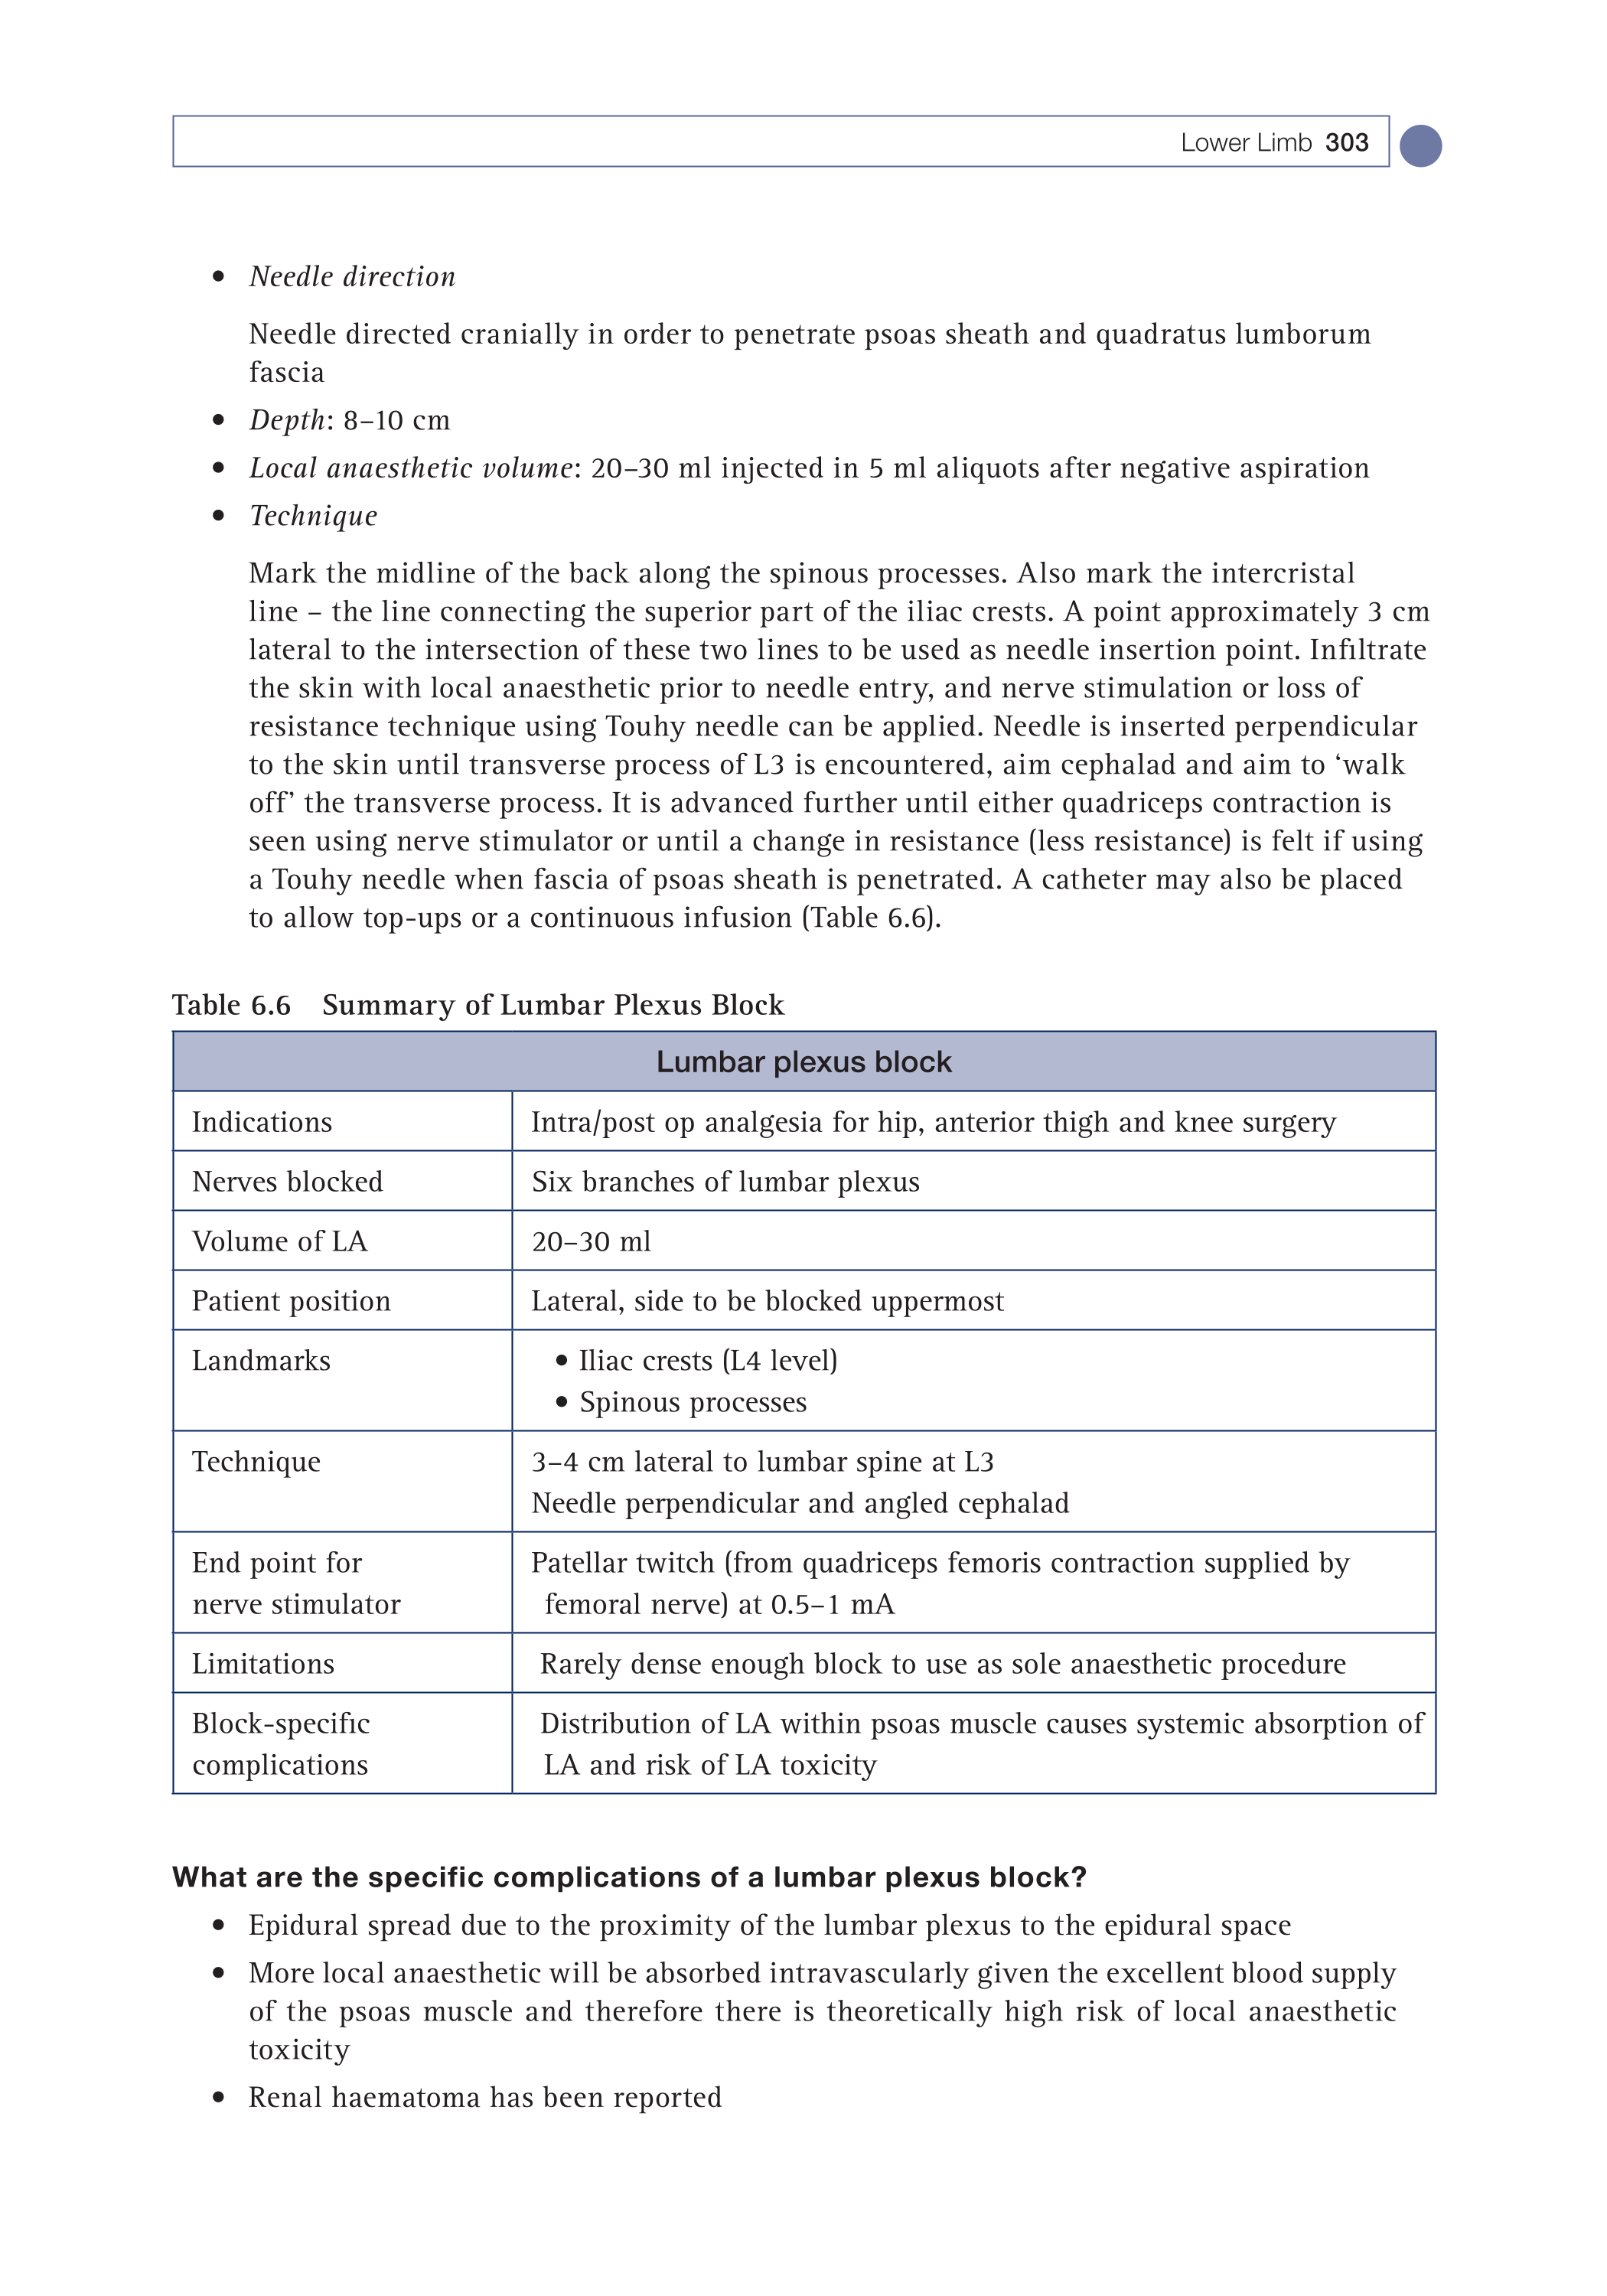 Lower Limb 303
• Needle direction
Needle directed cranially in order to penetrate psoas sheath and quadratus lumborum
fascia
• Depth: 8–10 cm
• Local anaesthetic volume: 20–30 ml injected in 5 ml aliquots after negative aspiration
• Technique
Mark the midline of the back along the spinous processes. Also mark the intercristal
line – the line connecting the superior part of the iliac crests. A point approximately 3 cm
lateral to the intersection of these two lines to be used as needle insertion point. Infiltrate
the skin with local anaesthetic prior to needle entry, and nerve stimulation or loss of
resistance technique using Touhy needle can be applied. Needle is inserted perpendicular
to the skin until transverse process of L3 is encountered, aim cephalad and aim to ‘walk
off’ the transverse process. It is advanced further until either quadriceps contraction is
seen using nerve stimulator or until a change in resistance (less resistance) is felt if using
a Touhy needle when fascia of psoas sheath is penetrated. A catheter may also be placed
to allow top-ups or a continuous infusion (Table 6.6).
Table 6.6 Summary of Lumbar Plexus Block
Lumbar plexus block
Indications Intra/post op analgesia for hip, anterior thigh and knee surgery
Nerves blocked Six branches of lumbar plexus
Volume of LA 20–30 ml
Patient position Lateral, side to be blocked uppermost
Landmarks • Iliac crests (L4 level)
• Spinous processes
Technique 3–4 cm lateral to lumbar spine at L3
Needle perpendicular and angled cephalad
End point for Patellar twitch (from quadriceps femoris contraction supplied by
nerve stimulator femoral nerve) at 0.5–1 mA
Limitations Rarely dense enough block to use as sole anaesthetic procedure
Block-specific Distribution of LA within psoas muscle causes systemic absorption of
complications LA and risk of LA toxicity
What are the specific complications of a lumbar plexus block?
• Epidural spread due to the proximity of the lumbar plexus to the epidural space
• More local anaesthetic will be absorbed intravascularly given the excellent blood supply
of the psoas muscle and therefore there is theoretically high risk of local anaesthetic
toxicity
• Renal haematoma has been reported